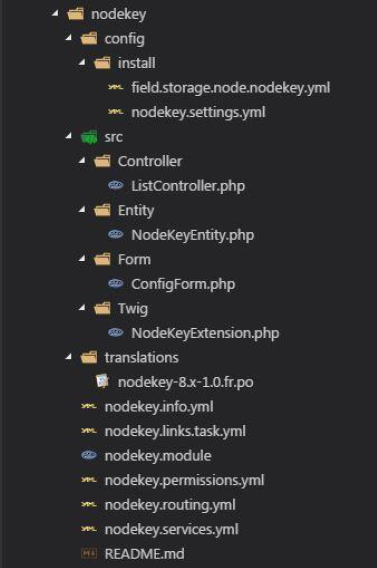 nodekey
config
install
field.storage.node.nodekey.yml
nodekey.settings.yml
src
Controller
ListController.php
Entity
NodeKeyEntity.php
Form
ConfigForm.php
Twig
NodeKeyExtension.php
translations
nodekey-8.x-1.0.fr.po
nodekey.info.yml
nodekey.links.task.yml
nodekey.module
nodekey.permissions.yml
nodekey.routing.yml
nodekey.services.yml
README.md